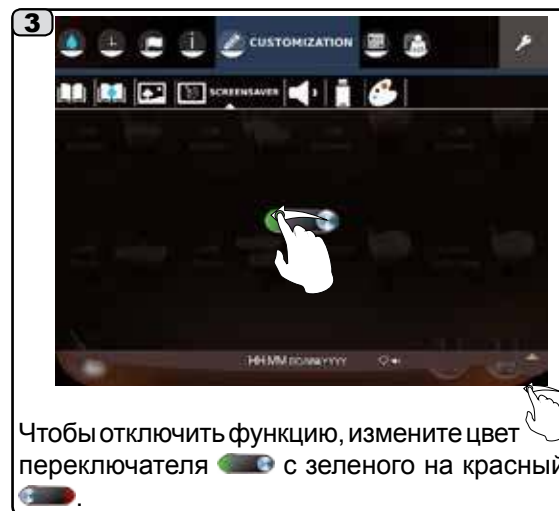 3
CUSTOMIZATION
SCREENSAVER
HH:MM DD/MM/YYYY
Чтобы отключить функцию, измените цвет
переключателя с зеленого на красный
.